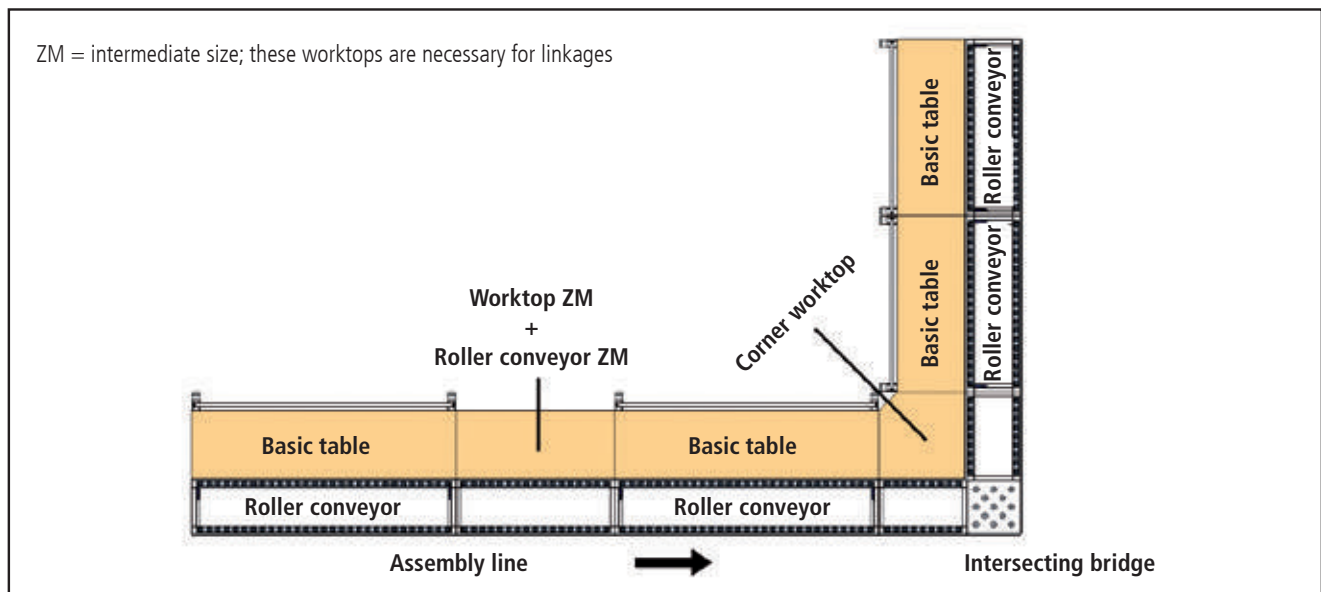 ZM = intermediate size; these worktops are necessary for linkages
Basic table
Roller conveyor
Basic table
Roller conveyor
Worktop ZM
+
Roller conveyor ZM
Corner worktop
Basic table
Basic table
Roller conveyor
Roller conveyor
Assembly line
Intersecting bridge